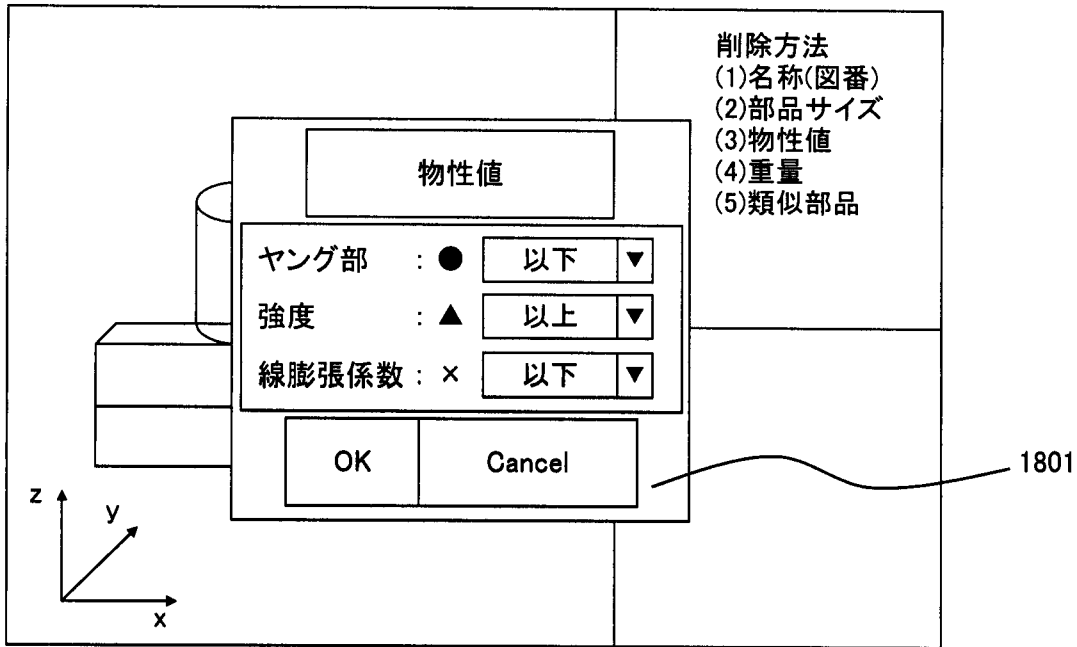 削除方法
(1)名称(図番)
(2)部品サイズ
(3)物性値
(4)重量
(5)類似部品
物性値
ヤング部 : ● 以下 ▼
強度 : ▲ 以上 ▼
線膨張係数 : × 以下 ▼
OK Cancel
1801
z
y
x